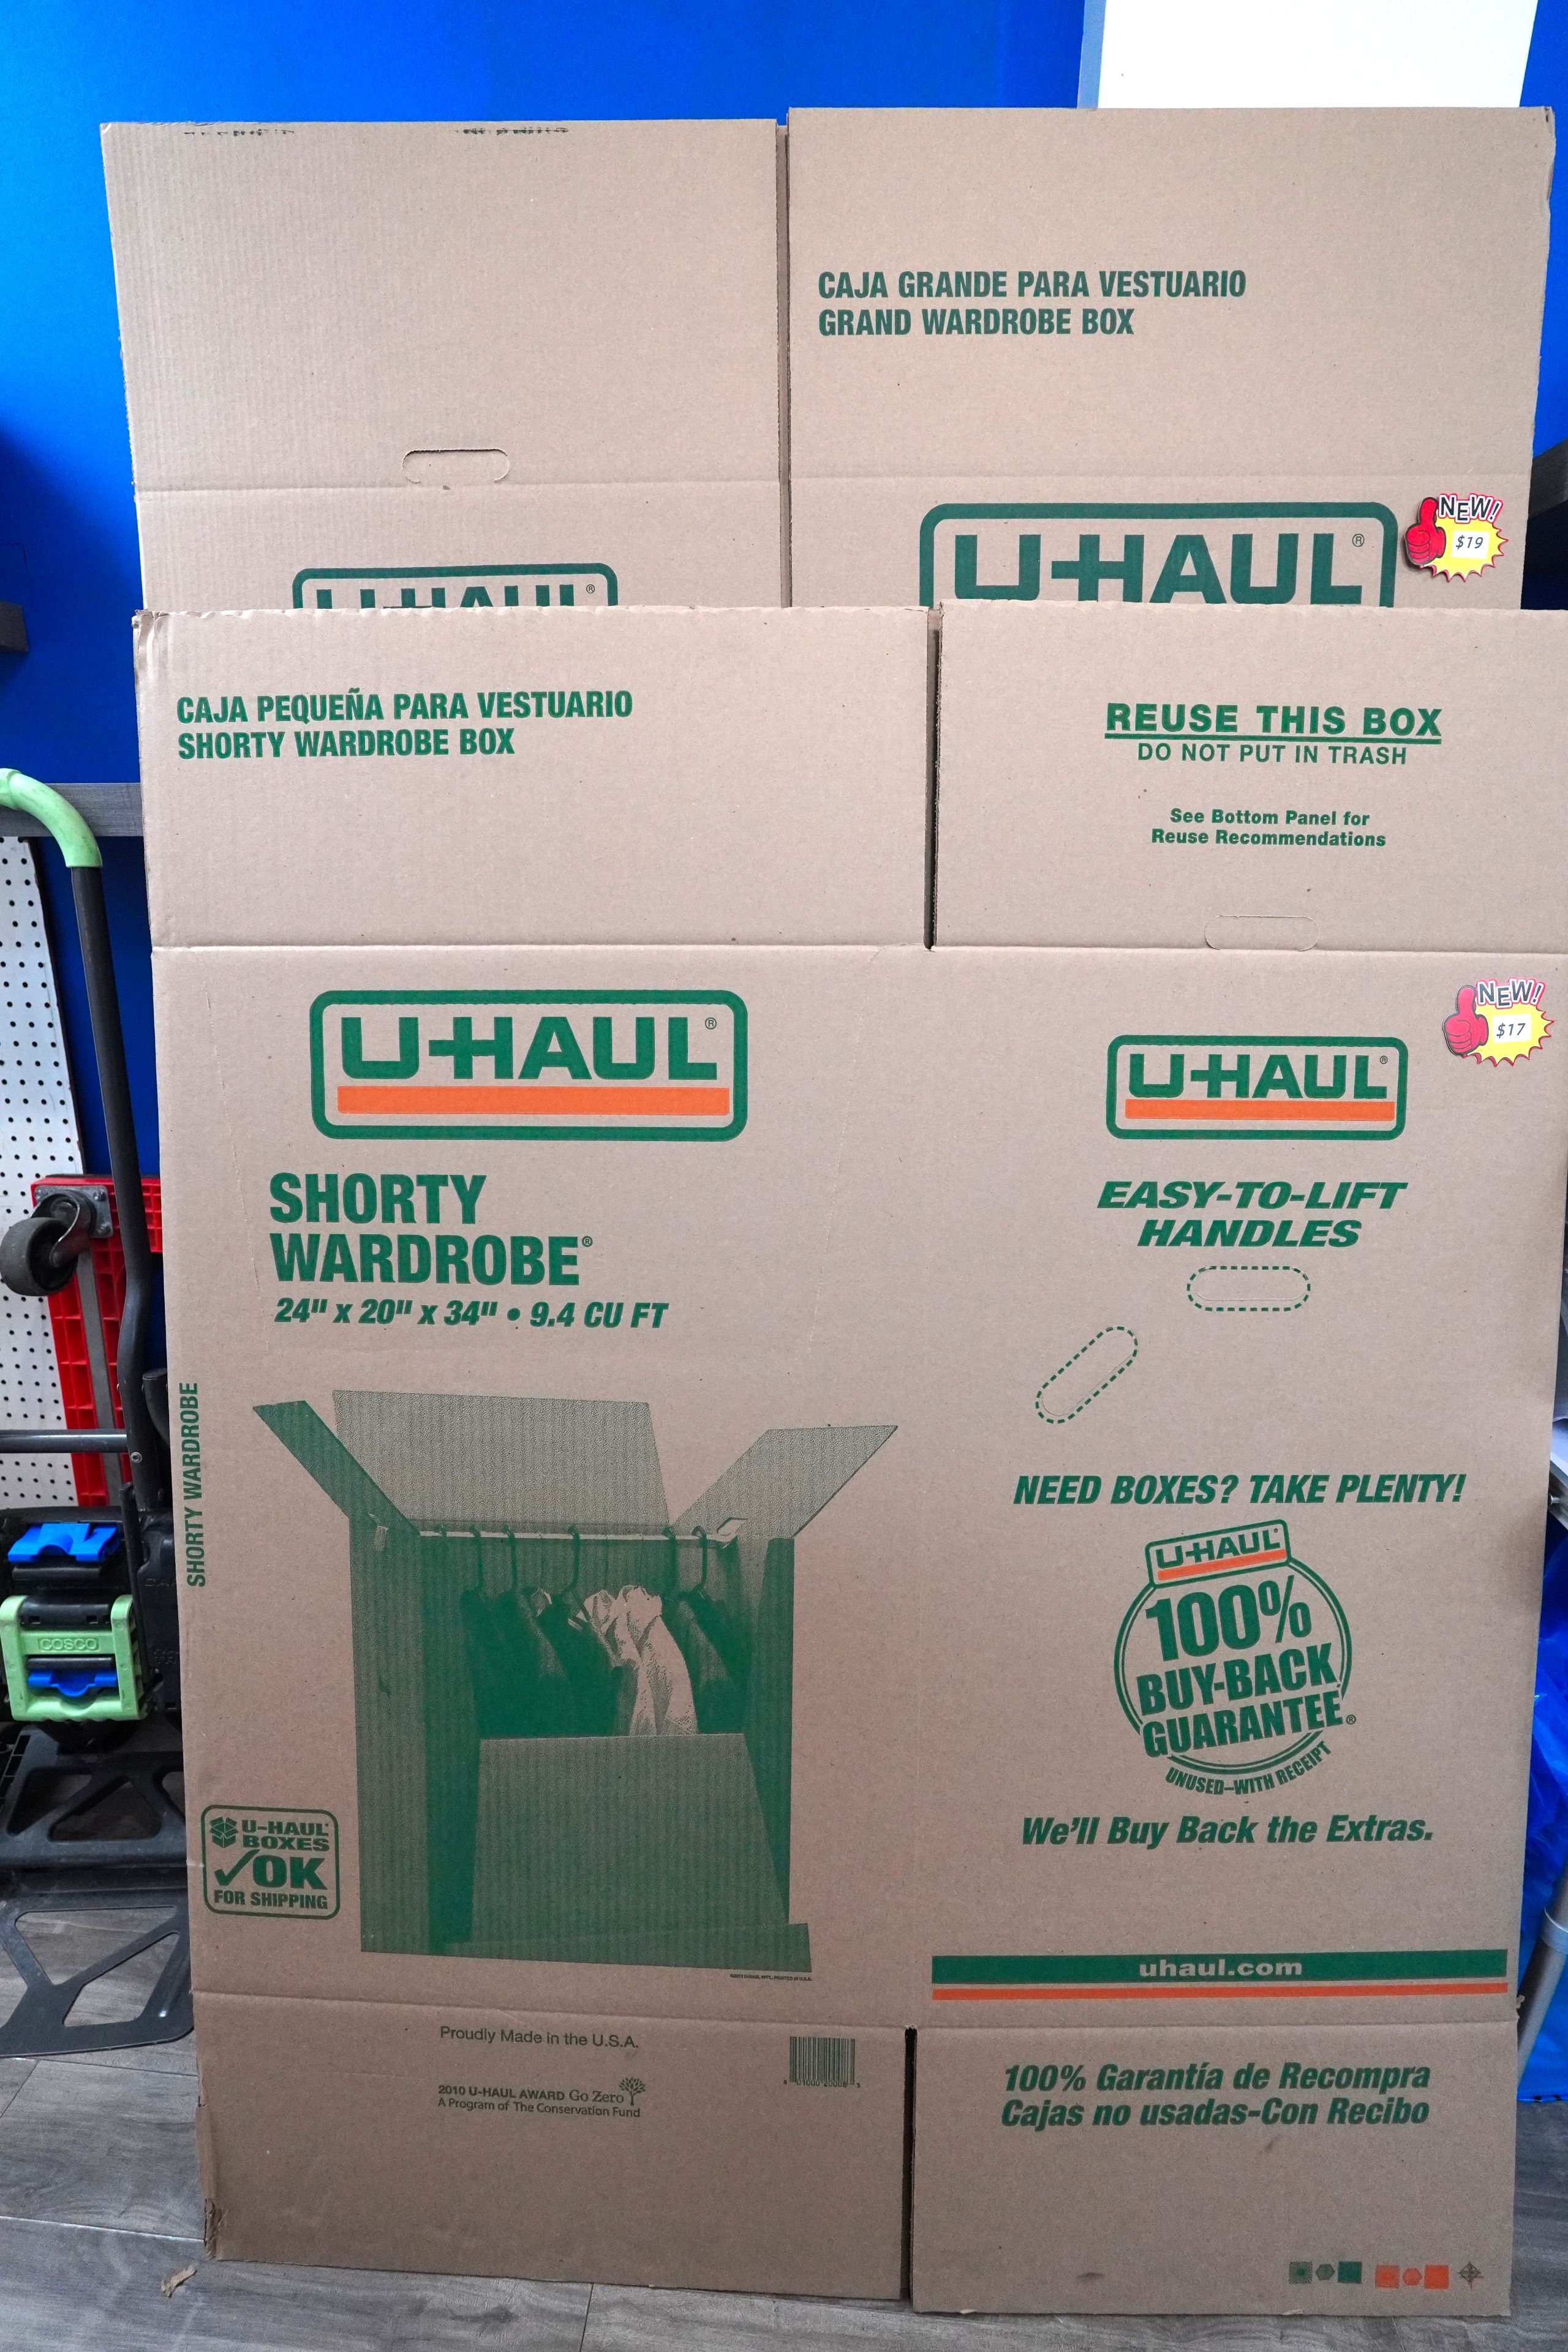 CAJA GRANDE PARA VESTUARIO
GRAND WARDROBE BOX
U-HAUL®
U-HAUL®
NEW!
$19
CAJA PEQUEÑA PARA VESTUARIO
SHORTY WARDROBE BOX
REUSE THIS BOX
DO NOT PUT IN TRASH
See Bottom Panel for
Reuse Recommendations
U-HAUL®
SHORTY
WARDROBE®
24" x 20" x 34" • 9.4 CU FT
SHORTY WARDROBE
U-HAUL®
BOXES
✓OK
FOR SHIPPING
NEW!
$17
U-HAUL®
EASY-TO-LIFT
HANDLES
NEED BOXES? TAKE PLENTY!
U-HAUL
100%
BUY-BACK
GUARANTEE®
UNUSED–WITH RECEIPT
We'll Buy Back the Extras.
uhaul.com
Proudly Made in the U.S.A.
2010 U-HAUL AWARD Go Zero
A Program of The Conservation Fund
100% Garantía de Recompra
Cajas no usadas-Con Recibo
COSCO